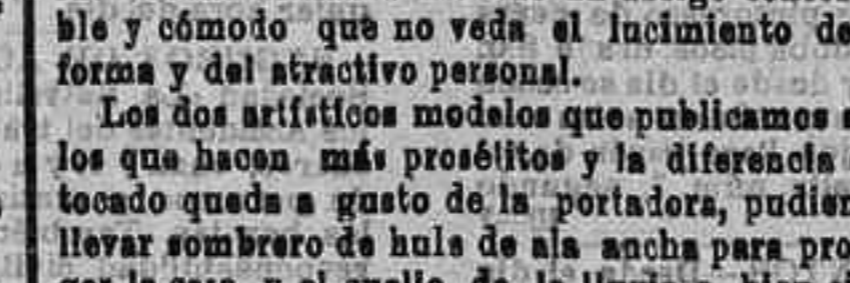 ble y cómodo que no veda el lucimiento de
forma y del atractivo personal.
Los dos artísticos modelos que publicamos
los que hacen más prosélitos y la diferencia
tocado queda a gusto de la portadora, pudien
llevar sombrero de hule de ala ancha para pro